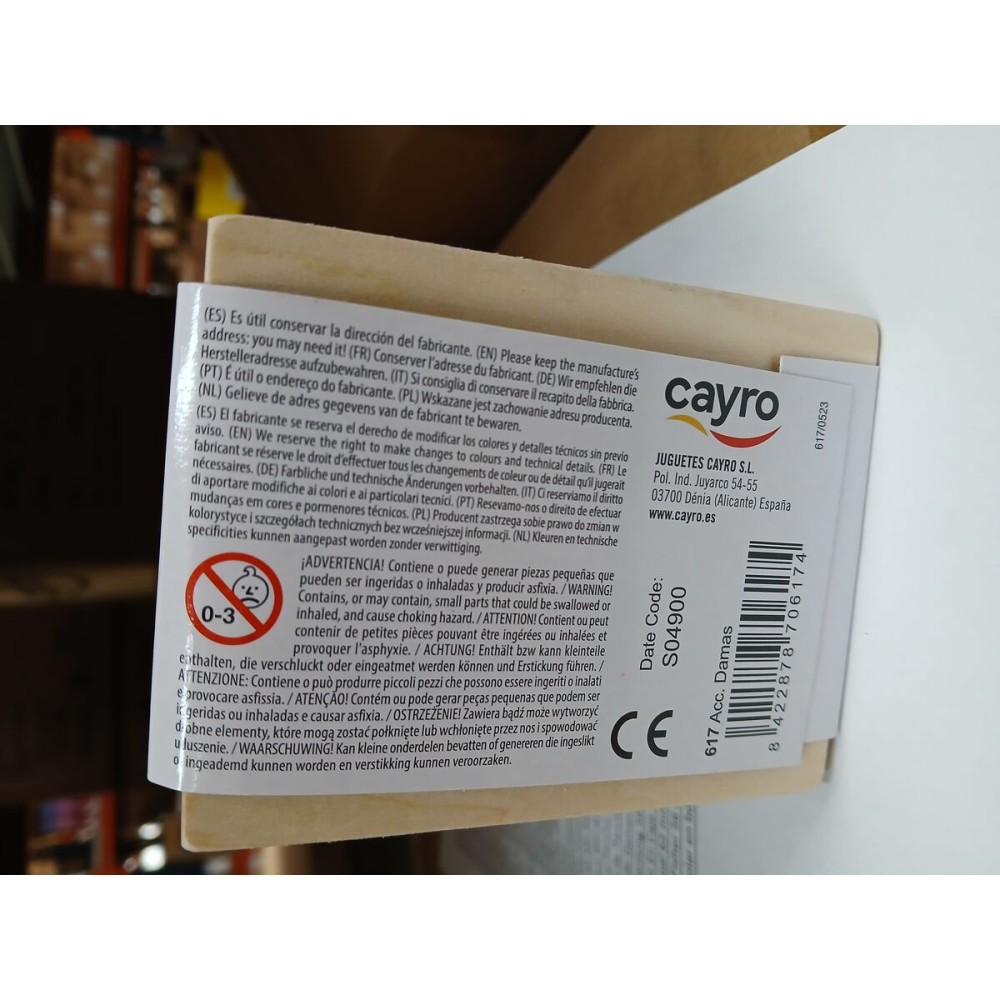 (ES) Es útil conservar la dirección del fabricante. (EN) Please keep the manufacture's
address: you may need it! (FR) Conserver l'adresse du fabricant. (DE) Wir empfehlen die
Herstelleradresse aufzubewahren. (IT) Si consiglia di conservare il recapito della fabbrica.
(PT) É útil o endereço do fabricante. (PL) Wskazane jest zachowanie adresu producenta.
(NL) Gelieve de adres gegevens van de fabricant te bewaren.
(ES) El fabricante se reserva el derecho de modificar los colores y detalles técnicos sin previo
aviso. (EN) We reserve the right to make changes to colours and technical details. (FR) Le
fabricant se réserve le droit d'effectuer tous les changements de coleur ou de détail qu'il jugerait
nécessaires. (DE) Farbliche und technische Änderungen vorbehalten. (IT) Ci reserviamo il diritto
di aportare modifiche ai colori e ai particolari tecnici. (PT) Resevamo-nos o direito de efectuar
mudanças em cores e pormenores técnicos. (PL) Producent zastrzega sobie prawo do zmian w
kolorystyce i szczegółach technicznych bez wcześniejszej informacji. (NL) Kleuren en technische
specificities kunnen aangepast worden zonder verwittiging.
0-3
¡ADVERTENCIA! Contiene o puede generar piezas pequeñas que
pueden ser ingeridas o inhaladas y producir asfixia. / WARNING!
Contains, or may contain, small parts that could be swallowed or
inhaled, and cause choking hazard. / ATTENTION! Contient ou peut
contenir de petites pièces pouvant être ingérées ou inhalées et
provoquer l'asphyxie. / ACHTUNG! Enthält bzw kann kleinteile
enthalten, die verschluckt oder eingeatmet werden können und Erstickung führen. /
ATTENZIONE: Contiene o può produrre piccoli pezzi che possono essere ingeriti o inalati
e provocare asfissia. / ATENÇÃO! Contém ou pode gerar peças pequenas que podem ser
ingeridas ou inhaladas e causar asfixia. / OSTRZEŻENIE! Zawiera bądź może wytworzyć
drobne elementy, które mogą zostać połknięte lub wchłonięte przez nos i spowodować
uduszenie. / WAARSCHUWING! Kan kleine onderdelen bevatten of genereren die ingeslikt
of ingeademd kunnen worden en verstikking kunnen veroorzaken.
cayro
JUGUETES CAYRO S.L.
Pol. Ind. Juyarco 54-55
03700 Dénia (Alicante) España
www.cayro.es
Date Code:
S04900
CE
617 Acc. Damas
8 422878 706174
617/0523